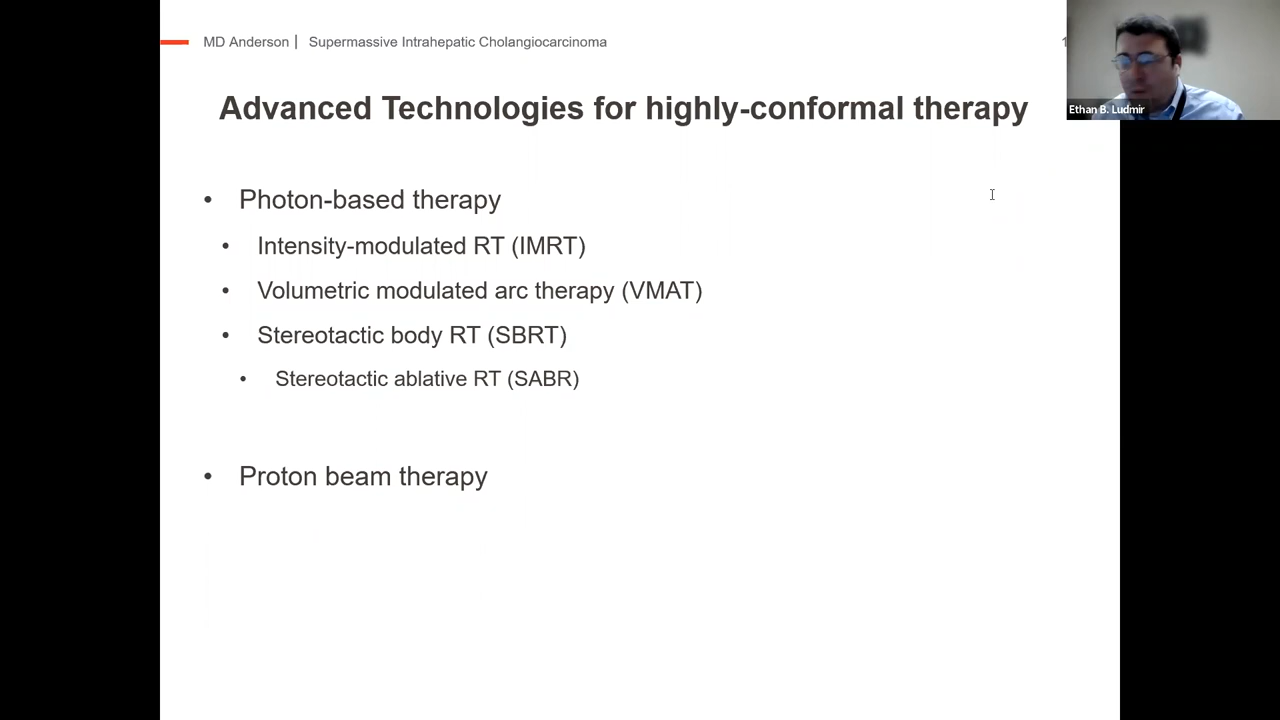 MD Anderson | Supermassive Intrahepatic Cholangiocarcinoma
1
Ethan B. Ludmir
Advanced Technologies for highly-conformal therapy
• Photon-based therapy
• Intensity-modulated RT (IMRT)
• Volumetric modulated arc therapy (VMAT)
• Stereotactic body RT (SBRT)
• Stereotactic ablative RT (SABR)
• Proton beam therapy